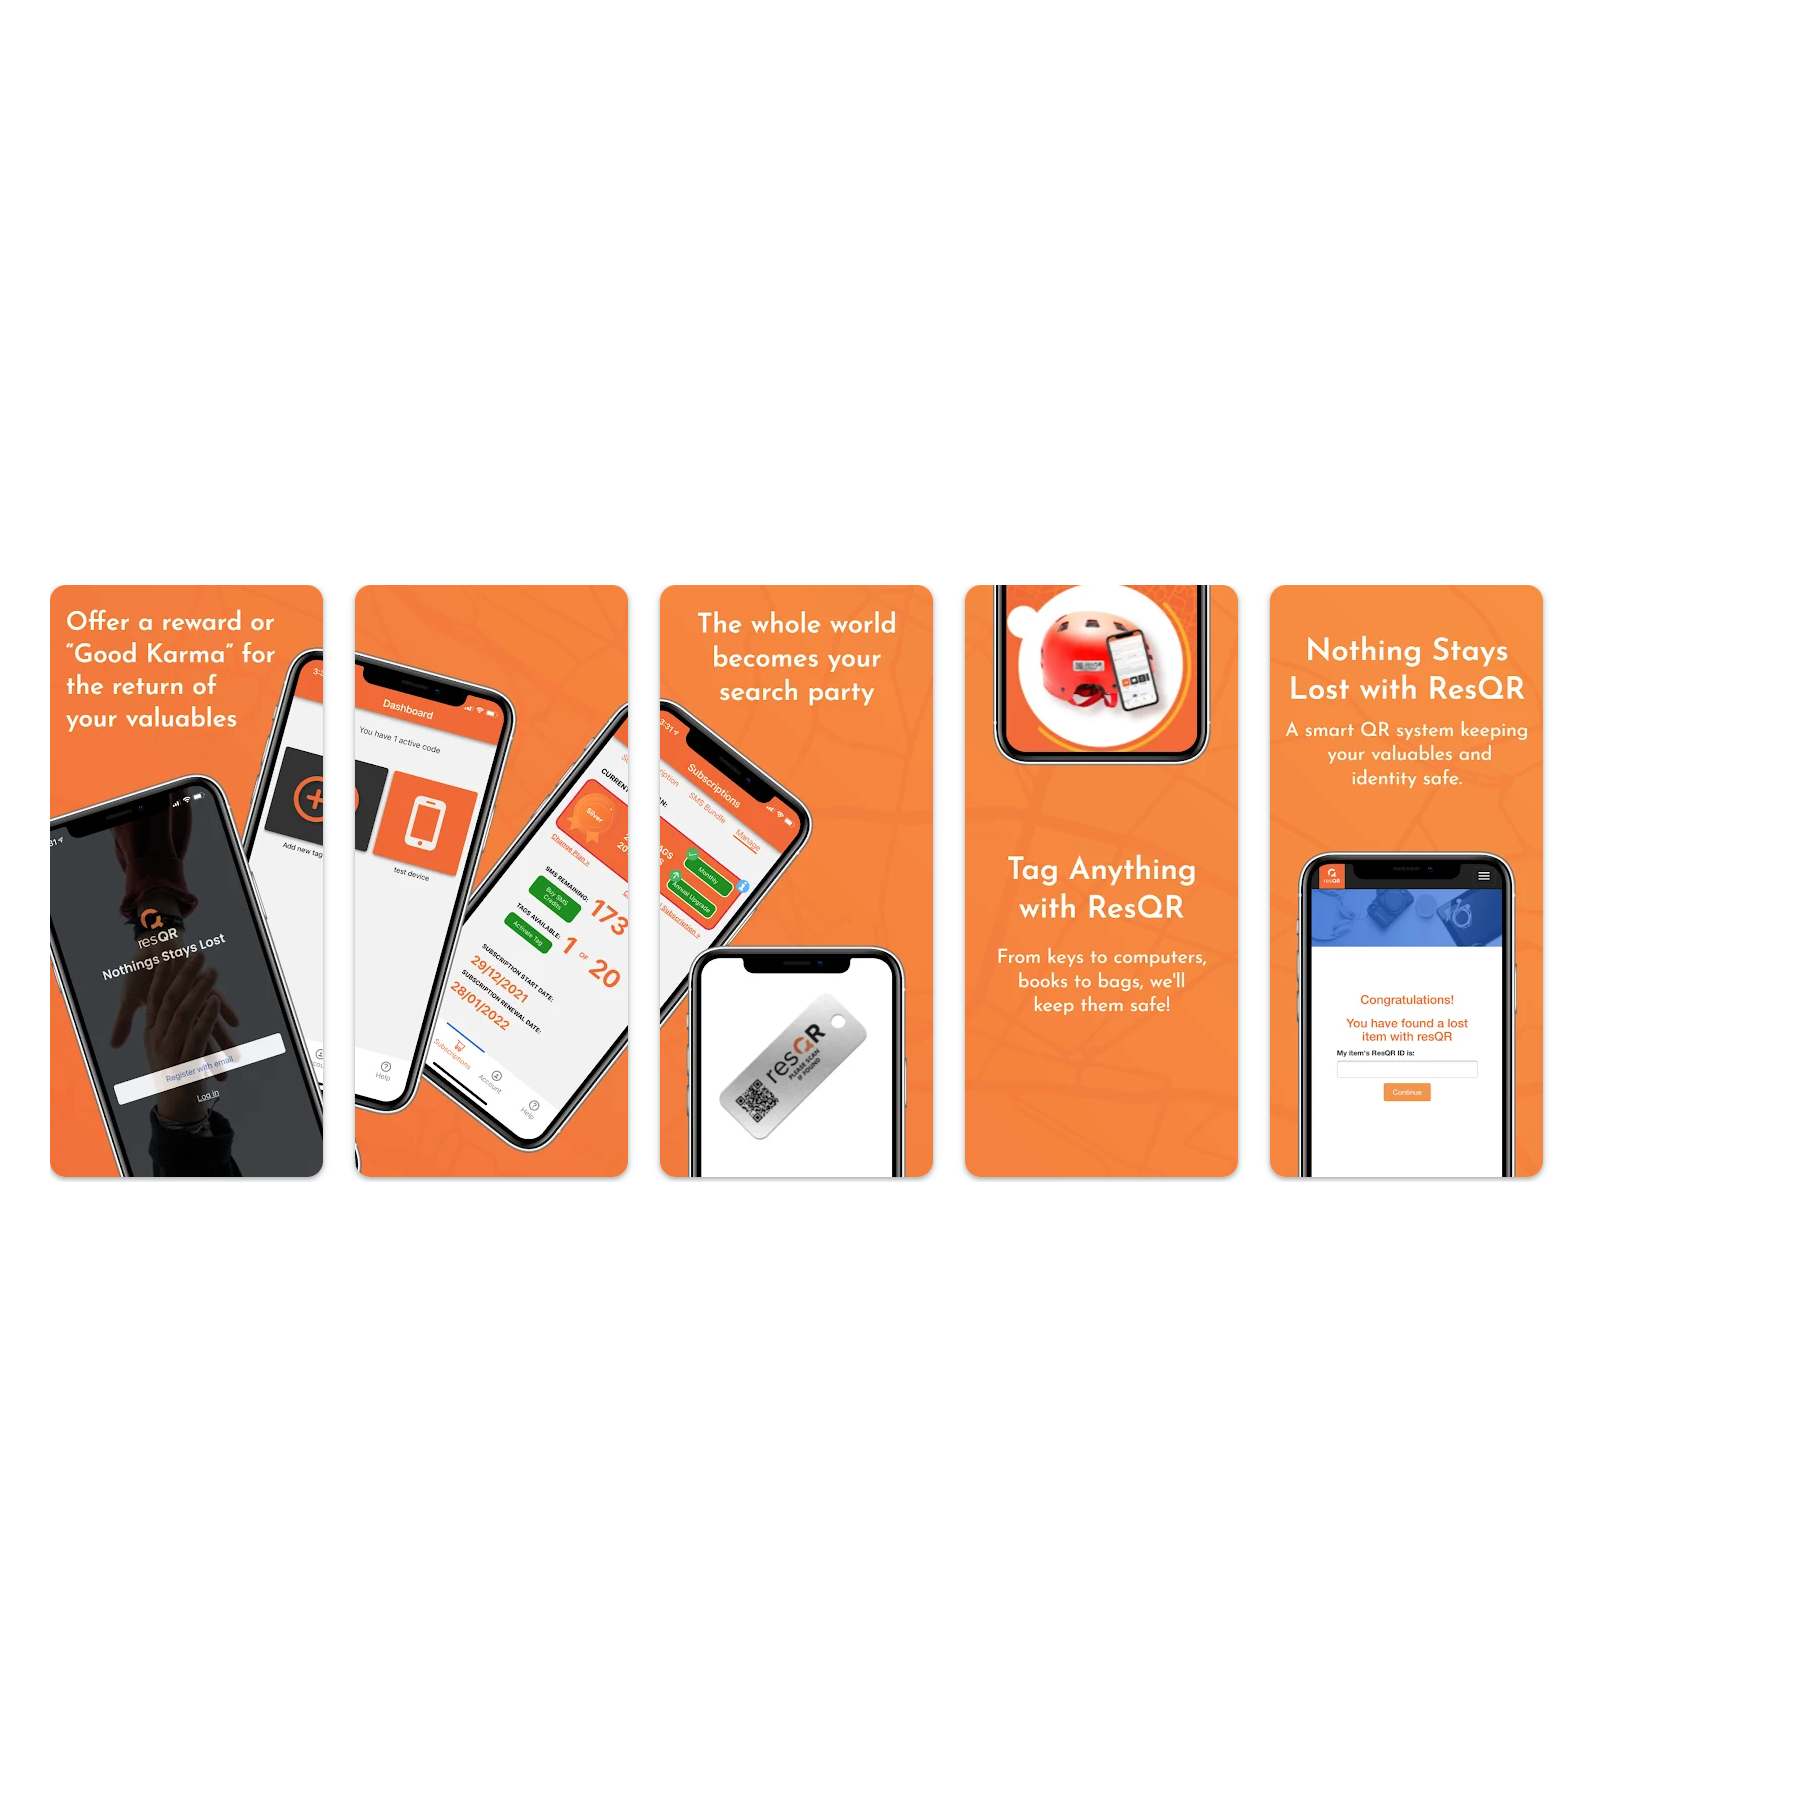 Offer a reward or
“Good Karma” for
the return of
your valuables
resQR
Nothings Stays Lost
Register with email
Log in
Add new tag
Dashboard
You have 1 active code
test device
Help
Silver
Change Plan >
SMS REMAINING:
173
Buy SMS
Credits
TAGS AVAILABLE:
1 OF 20
Activate Tag
SUBSCRIPTION START DATE:
29/12/2021
SUBSCRIPTION RENEWAL DATE:
28/01/2022
Subscriptions
Account
Help
The whole world
becomes your
search party
3:31
Subscriptions
SMS Bundle
Manage
Monthly
Annual Upgrade
resQR
PLEASE SCAN
IF FOUND
Tag Anything
with ResQR
From keys to computers,
books to bags, we'll
keep them safe!
Nothing Stays
Lost with ResQR
A smart QR system keeping
your valuables and
identity safe.
resQR
Congratulations!
You have found a lost
item with resQR
My item's ResQR ID is:
Continue